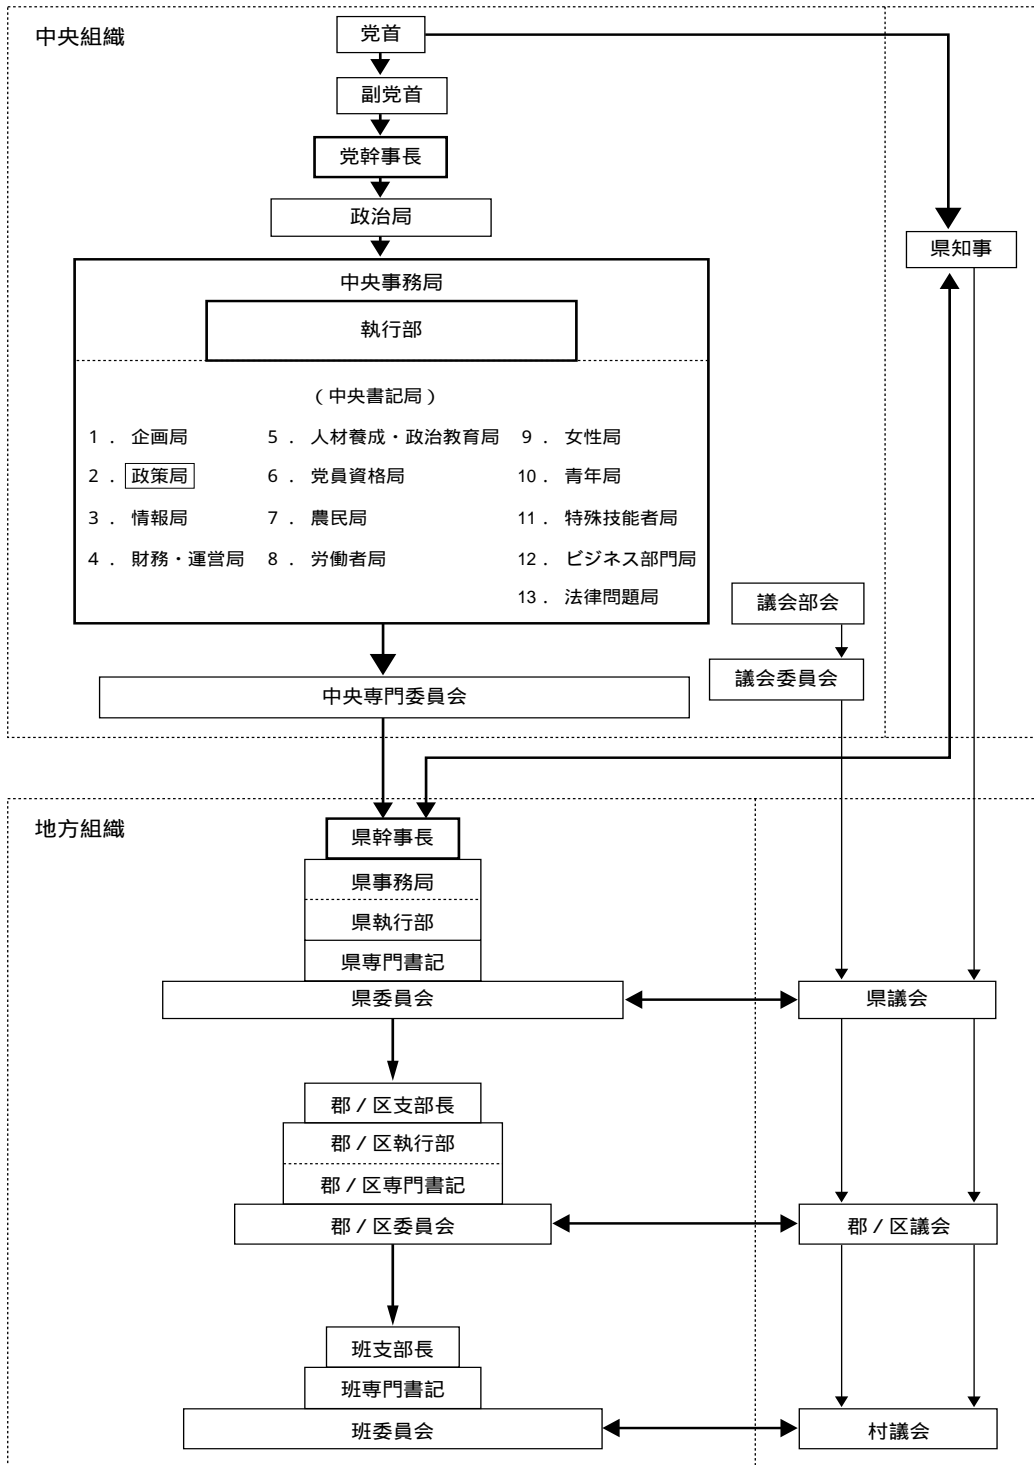 中央組織
党首
副党首
党幹事長
政治局
県知事
中央事務局
執行部
(中央書記局)
1. 企画局
2. 政策局
3. 情報局
4. 財務・運営局
5. 人材養成・政治教育局
6. 党員資格局
7. 農民局
8. 労働者局
9. 女性局
10. 青年局
11. 特殊技能者局
12. ビジネス部門局
13. 法律問題局
議会部会
議会委員会
中央専門委員会
地方組織
県幹事長
県事務局
県執行部
県専門書記
県委員会
県議会
郡/区支部長
郡/区執行部
郡/区専門書記
郡/区委員会
郡/区議会
班支部長
班専門書記
班委員会
村議会